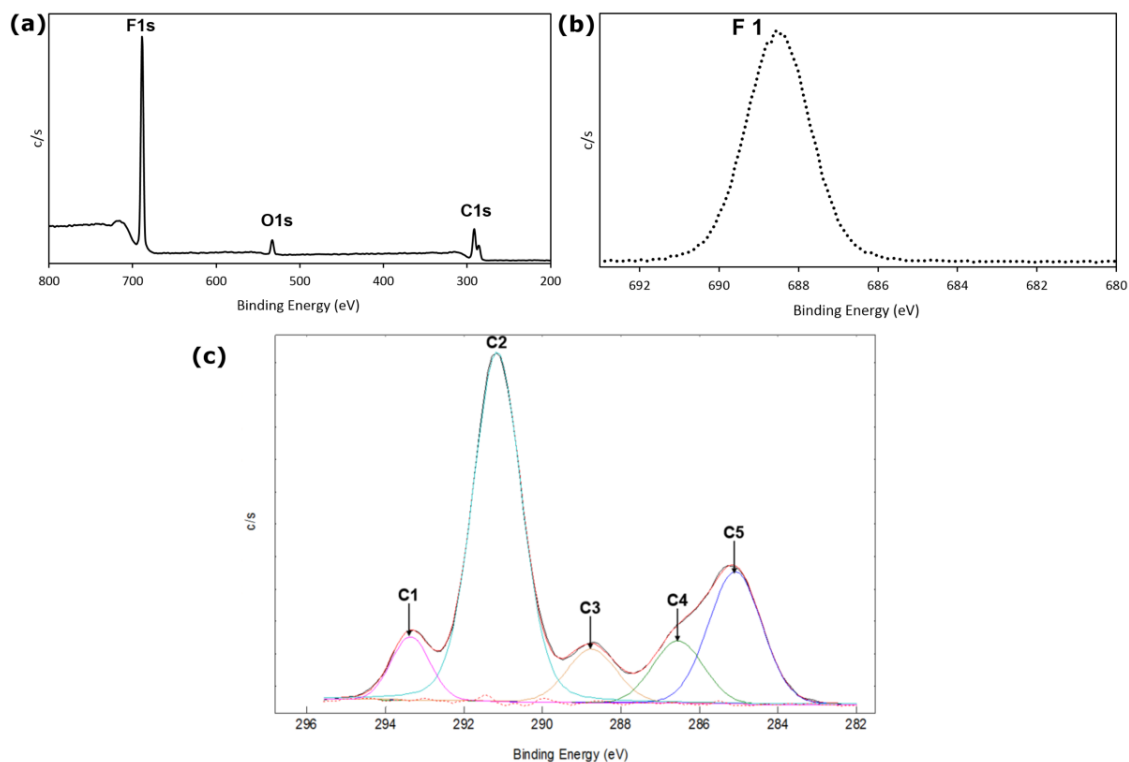 (a)
F1s
O1s
C1s
c/s
800 700 600 500 400 300 200
Binding Energy (eV)
(b)
F 1
c/s
692 690 688 686 684 682 680
Binding Energy (eV)
(c)
C2
C1
C3
C4
C5
c/s
296 294 292 290 288 286 284 282
Binding Energy (eV)